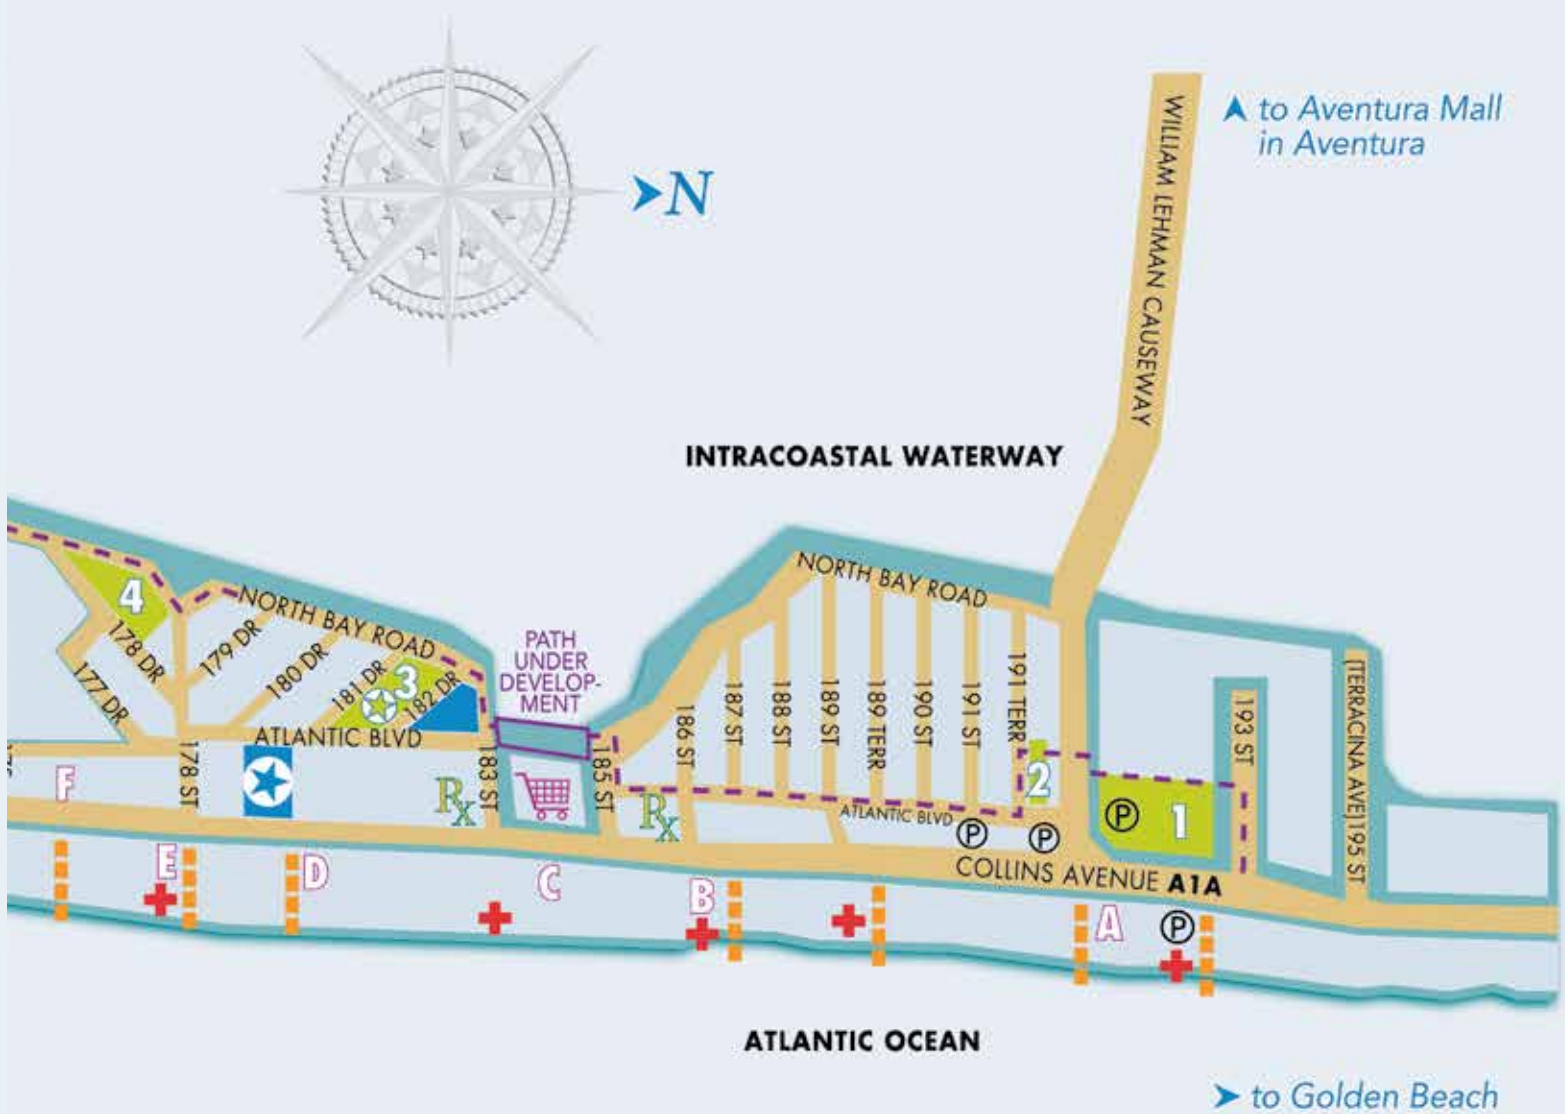 N
to Aventura Mall
in Aventura
WILLIAM LEHMAN CAUSEWAY
INTRACOASTAL WATERWAY
NORTH BAY ROAD
4
178 DR
177 DR
179 DR
180 DR
NORTH BAY ROAD
181 DR
3
182 DR
ATLANTIC BLVD
PATH
UNDER
DEVELOP-
MENT
178 ST
183 ST
185 ST
186 ST
187 ST
188 ST
189 ST
189 TERR
190 ST
191 ST
191 TERR
193 ST
(TERRACINA AVE)195 ST
F
Rx
Rx
ATLANTIC BLVD
2
P
P
P
1
COLLINS AVENUE A1A
E
D
C
B
A
P
ATLANTIC OCEAN
to Golden Beach